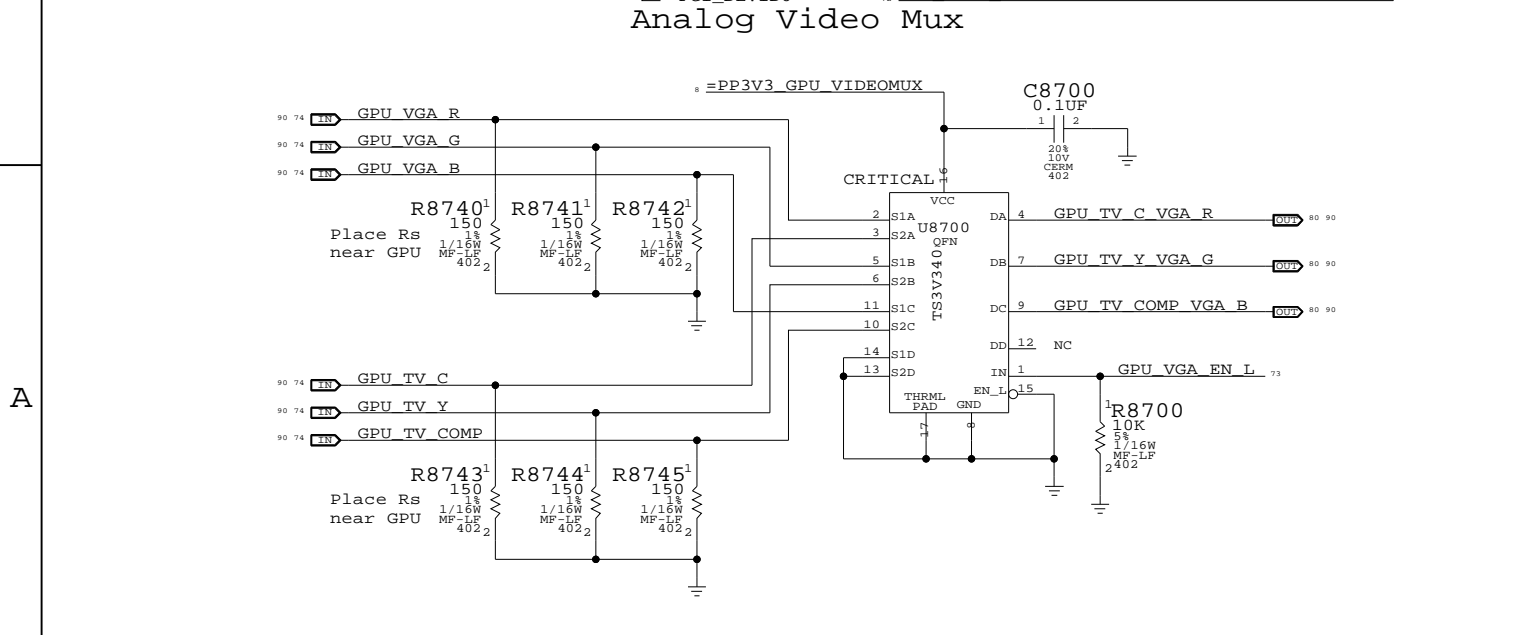 Analog Video Mux
8 =PP3V3_GPU_VIDEOMUX
C8700
0.1UF
1 2
20%
10V
CERM
402
90 74 IN GPU_VGA_R
90 74 IN GPU_VGA_G
90 74 IN GPU_VGA_B
CRITICAL
16
VCC
U8700
QFN
TS3V340
2 S1A
3 S2A
5 S1B
6 S2B
11 S1C
10 S2C
14 S1D
13 S2D
DA 4 GPU_TV_C_VGA_R OUT 80 90
DB 7 GPU_TV_Y_VGA_G OUT 80 90
DC 9 GPU_TV_COMP_VGA_B OUT 80 90
DD 12 NC
IN 1 GPU_VGA_EN_L 73
EN_L 15
THRML
PAD
GND
17
8
R8740 1
150
1%
1/16W
MF-LF
402 2
R8741 1
150
1%
1/16W
MF-LF
402 2
R8742 1
150
1%
1/16W
MF-LF
402 2
Place Rs
near GPU
A
90 74 IN GPU_TV_C
90 74 IN GPU_TV_Y
90 74 IN GPU_TV_COMP
1 R8700
10K
5%
1/16W
MF-LF
2 402
R8743 1
150
1%
1/16W
MF-LF
402 2
R8744 1
150
1%
1/16W
MF-LF
402 2
R8745 1
150
1%
1/16W
MF-LF
402 2
Place Rs
near GPU